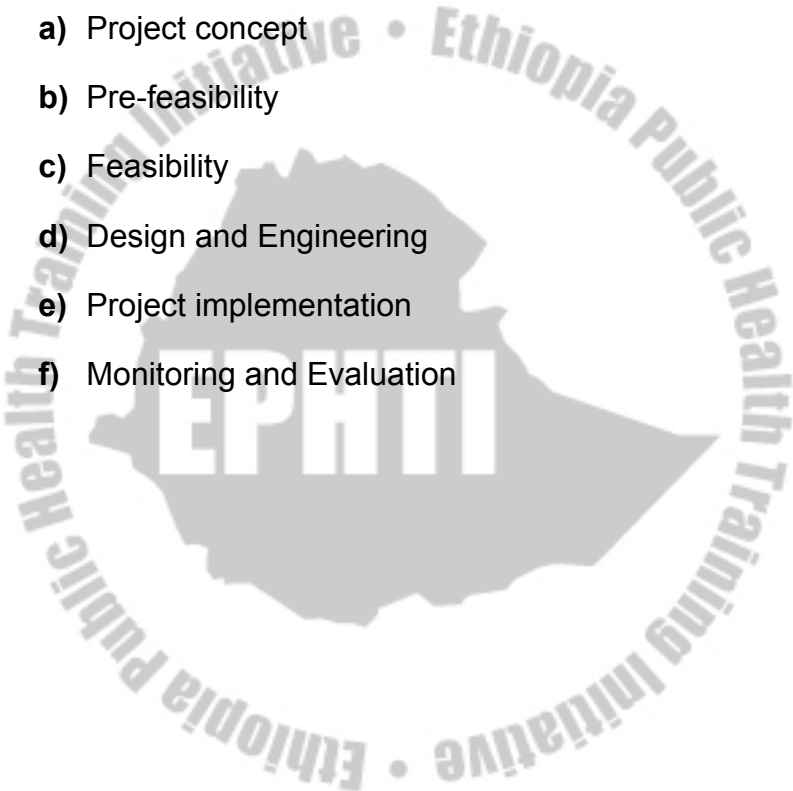 a) Project concept
b) Pre-feasibility
c) Feasibility
d) Design and Engineering
e) Project implementation
f) Monitoring and Evaluation
EPHTI
Ethiopia Public Health Training Initiative • Ethiopia Public Health Training Initiative •